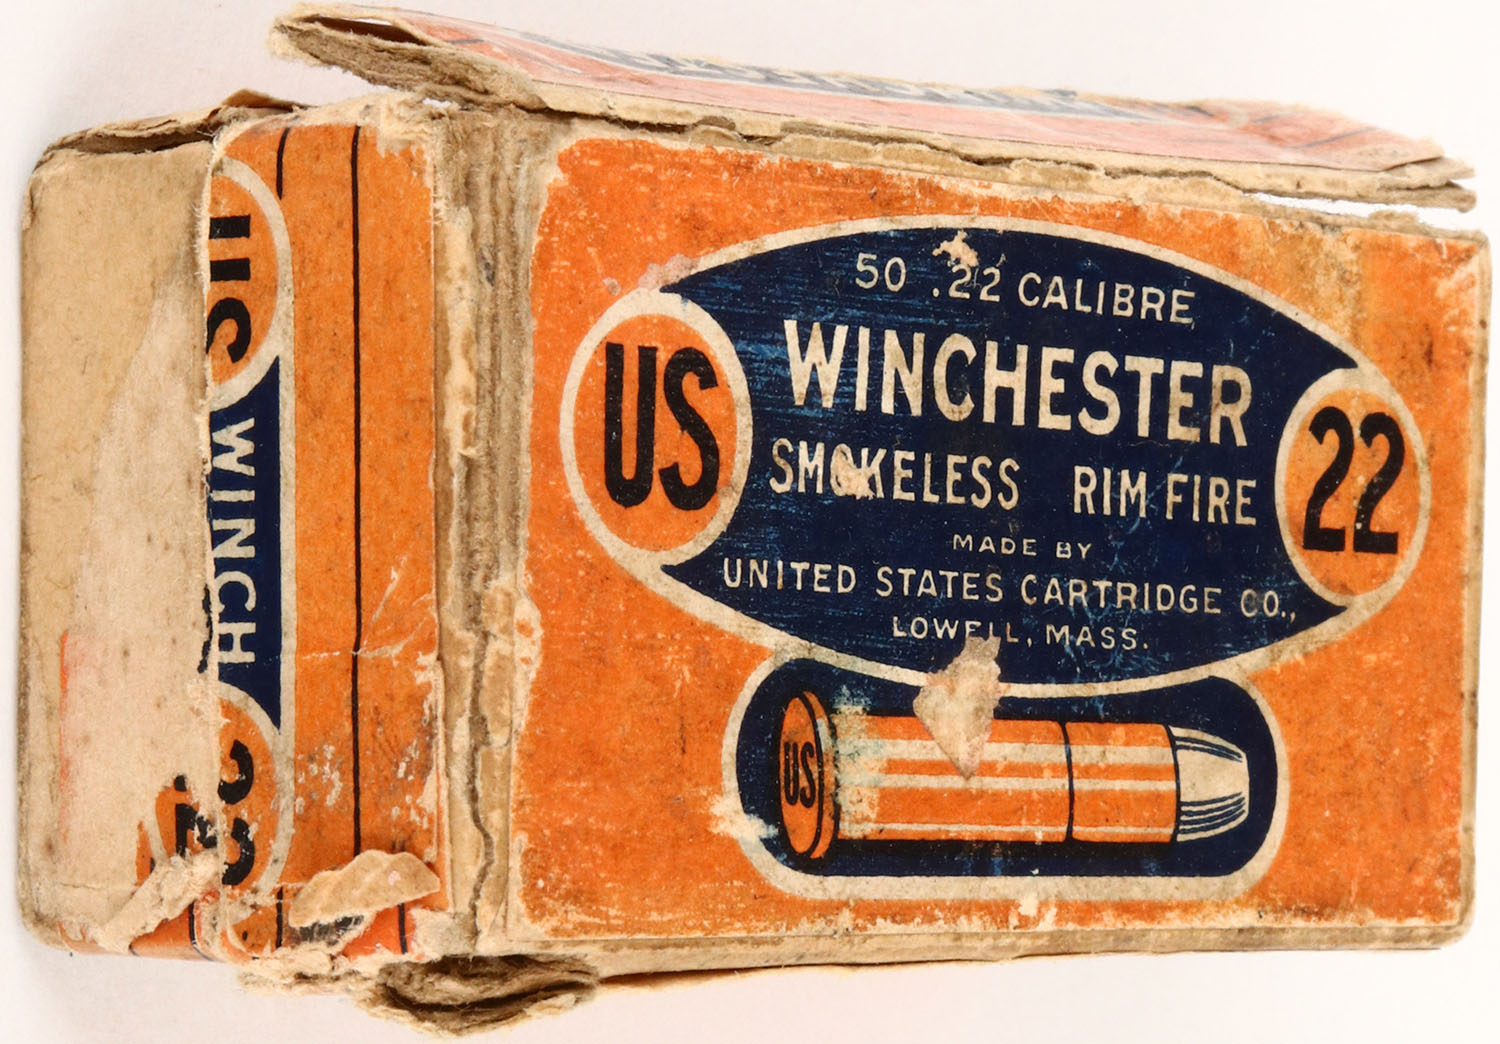 50 .22 CALIBRE
WINCHESTER
SMOKELESS RIM FIRE
MADE BY
UNITED STATES CARTRIDGE CO.,
LOWELL, MASS.
US
22
US
US
WINCH
22